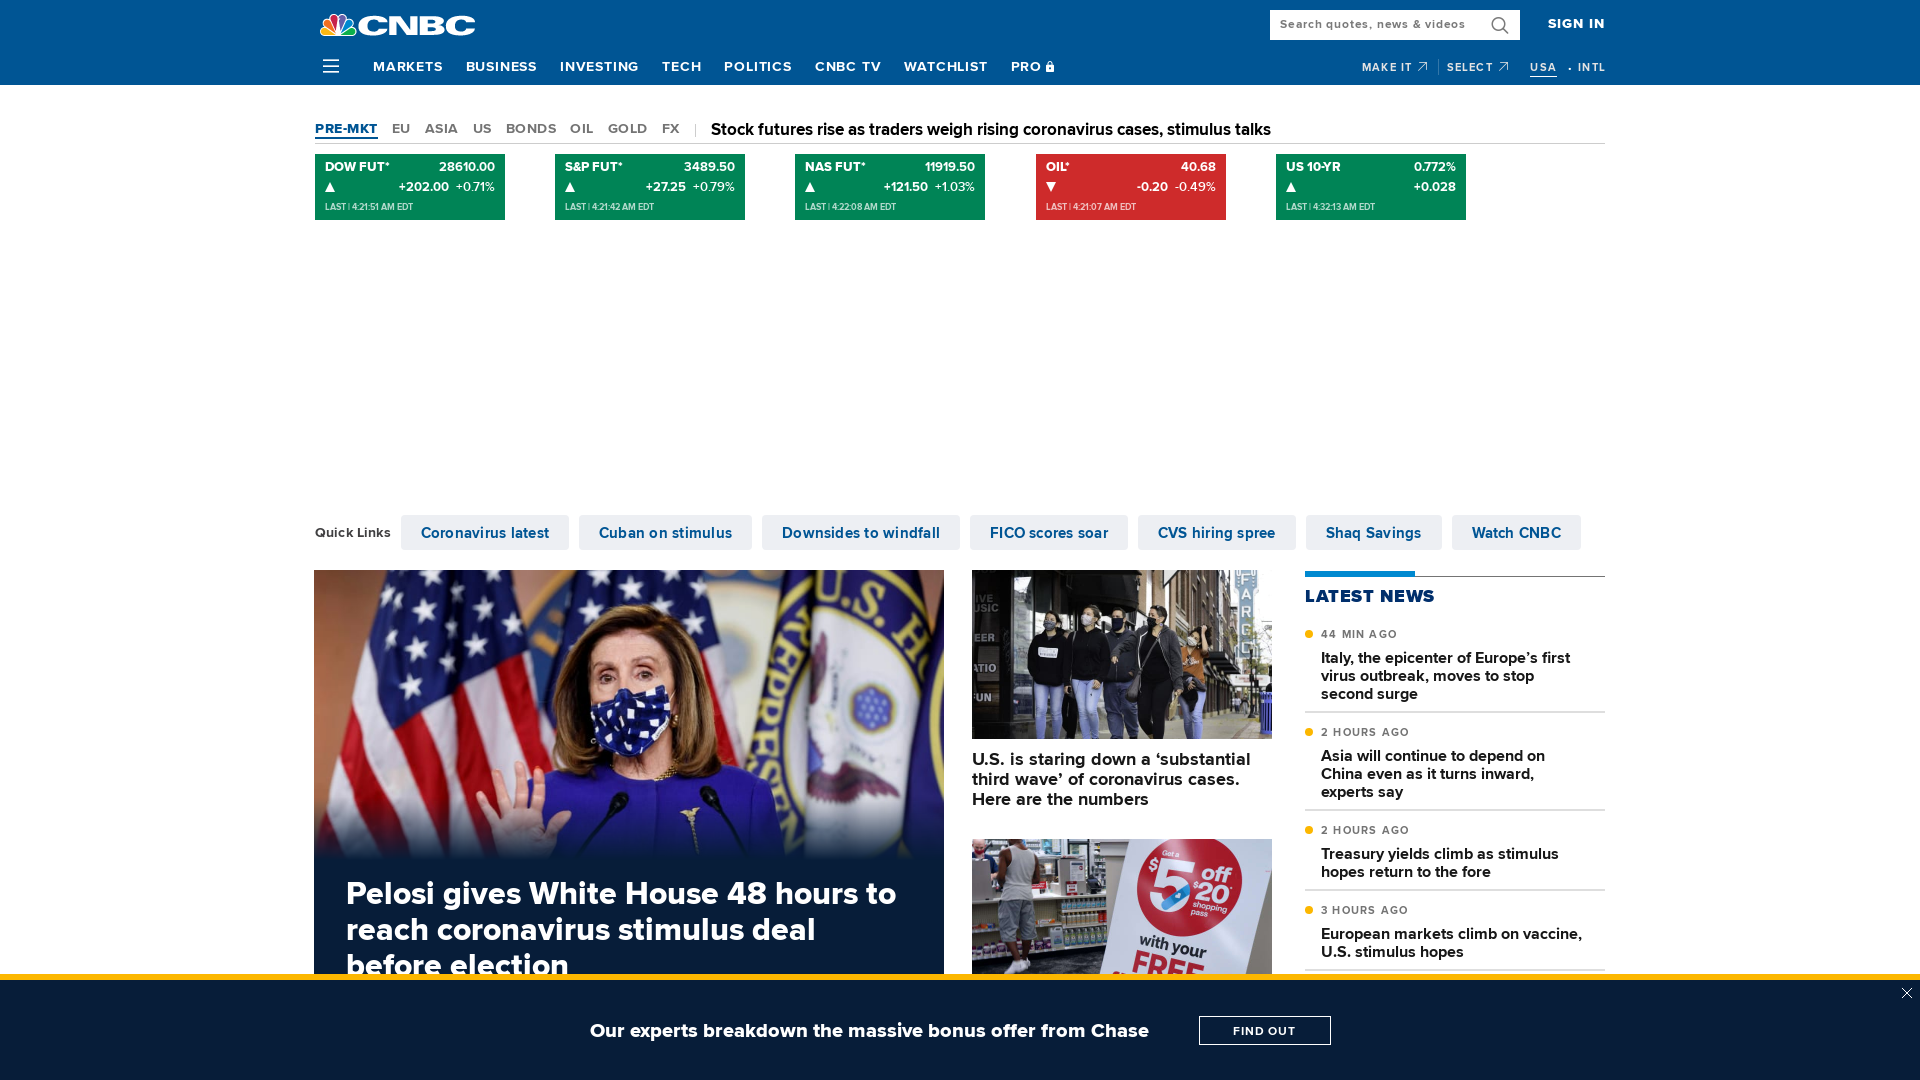 CNBC
Search quotes, news & videos
SIGN IN
MARKETS BUSINESS INVESTING TECH POLITICS CNBC TV WATCHLIST PRO
MAKE IT SELECT USA • INTL
PRE-MKT EU ASIA US BONDS OIL GOLD FX
Stock futures rise as traders weigh rising coronavirus cases, stimulus talks
DOW FUT* 28610.00
+202.00 +0.71%
LAST | 4:21:51 AM EDT
S&P FUT* 3489.50
+27.25 +0.79%
LAST | 4:21:42 AM EDT
NAS FUT* 11919.50
+121.50 +1.03%
LAST | 4:22:08 AM EDT
OIL* 40.68
-0.20 -0.49%
LAST | 4:21:07 AM EDT
US 10-YR 0.772%
+0.028
LAST | 4:32:13 AM EDT
Quick Links
Coronavirus latest
Cuban on stimulus
Downsides to windfall
FICO scores soar
CVS hiring spree
Shaq Savings
Watch CNBC
U.S. HO
Pelosi gives White House 48 hours to
reach coronavirus stimulus deal
before election
FARGO
U.S. is staring down a ‘substantial
third wave’ of coronavirus cases.
Here are the numbers
Get a
$5 off
$20*
shopping
pass
with your
FREE
LATEST NEWS
44 MIN AGO
Italy, the epicenter of Europe’s first
virus outbreak, moves to stop
second surge
2 HOURS AGO
Asia will continue to depend on
China even as it turns inward,
experts say
2 HOURS AGO
Treasury yields climb as stimulus
hopes return to the fore
3 HOURS AGO
European markets climb on vaccine,
U.S. stimulus hopes
Our experts breakdown the massive bonus offer from Chase
FIND OUT